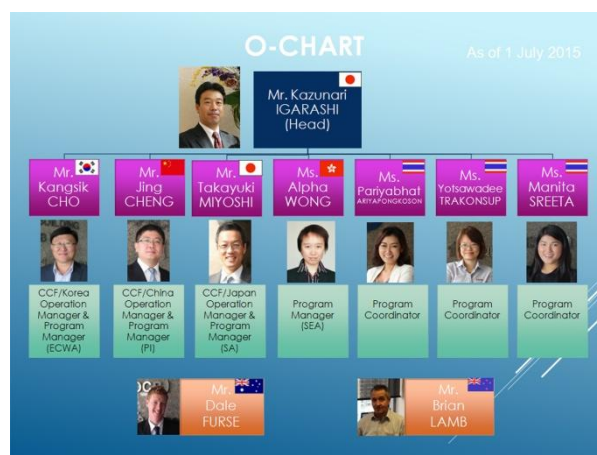 O-CHART
As of 1 July 2015
Mr. Kazunari
IGARASHI
(Head)
Mr.
Kangsik
CHO
Mr.
Jing
CHENG
Mr.
Takayuki
MIYOSHI
Ms.
Alpha
WONG
Ms.
Pariyabhat
ARIYAPONGKOSON
Ms.
Yotsawadee
TRAKONSUP
Ms.
Manita
SREETA
CCF/Korea
Operation
Manager &
Program
Manager
(ECWA)
CCF/China
Operation
Manager &
Program
Manager
(PI)
CCF/Japan
Operation
Manager &
Program
Manager
(SA)
Program
Manager
(SEA)
Program
Coordinator
Program
Coordinator
Program
Coordinator
Mr.
Dale
FURSE
Mr.
Brian
LAMB